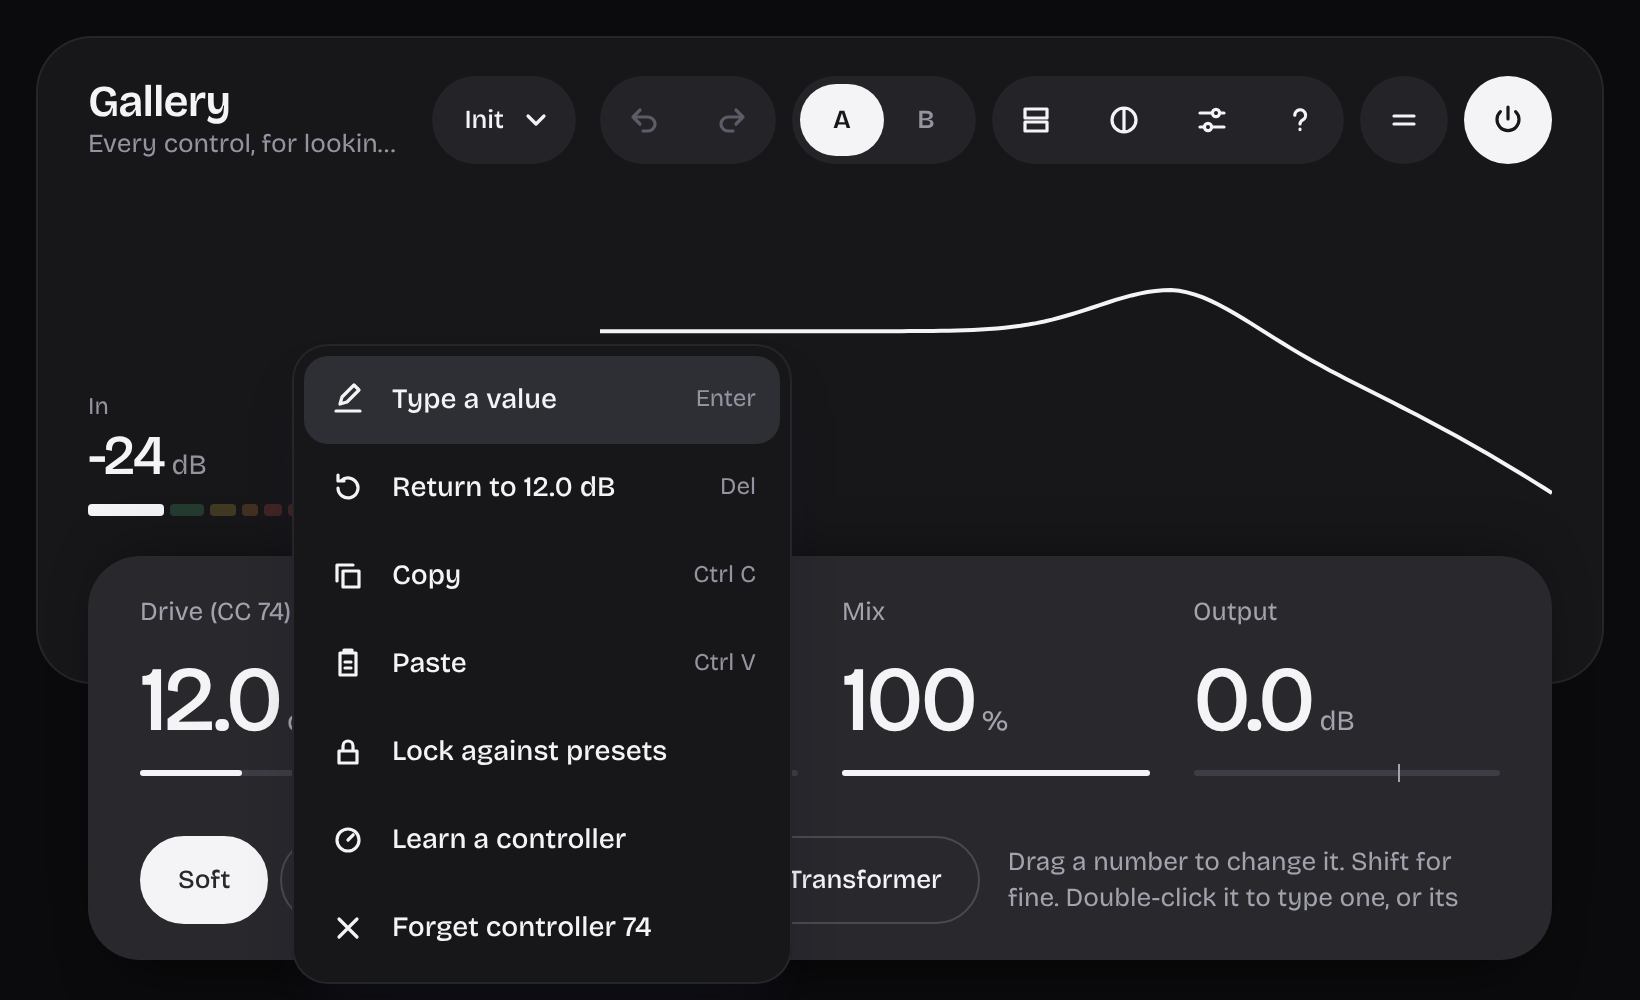 Gallery
Every control, for lookin...
Init
A
B
In
-24 dB
Type a value Enter
Return to 12.0 dB Del
Copy Ctrl C
Paste Ctrl V
Lock against presets
Learn a controller
Forget controller 74
Drive (CC 74)
12.0
Mix
100 %
Output
0.0 dB
Soft
Transformer
Drag a number to change it. Shift for
fine. Double-click it to type one, or its